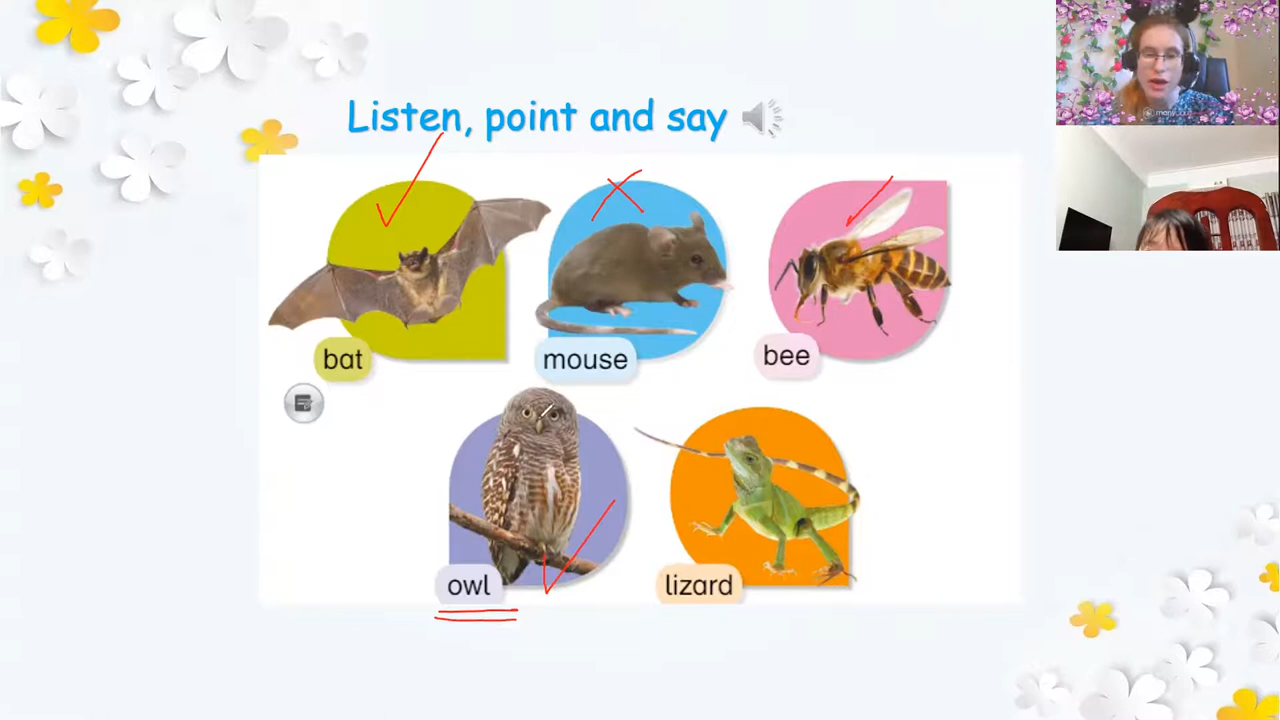 Listen, point and say
bat
mouse
bee
owl
lizard